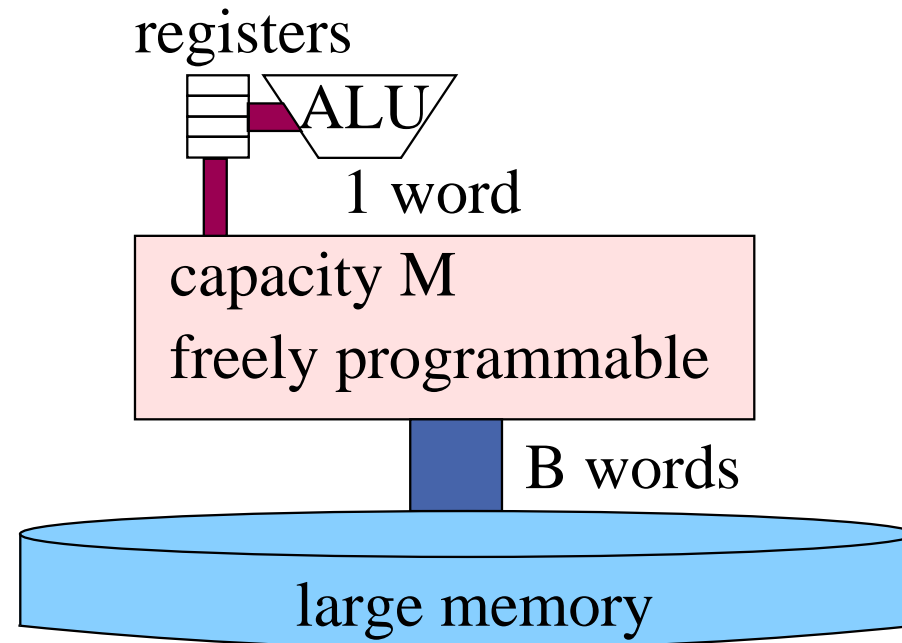 registers
ALU
1 word
capacity M
freely programmable
B words
large memory